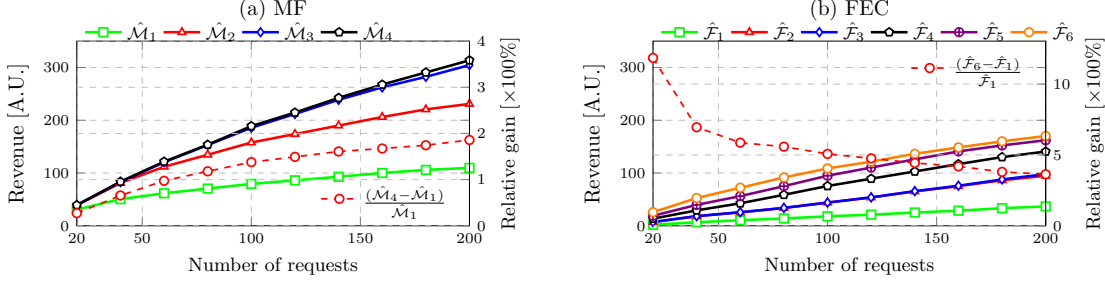 (a) MF
M̂₁ M̂₂ M̂₃ M̂₄
Revenue [A.U.]
300
200
100
0
4
3
2
1
0
Relative gain [×100%]
(M̂₄−M̂₁)
M̂₁
20 50 100 150 200
Number of requests
(b) FEC
F̂₁ F̂₂ F̂₃ F̂₄ F̂₅ F̂₆
Revenue [A.U.]
300
200
100
0
10
5
0
Relative gain [×100%]
(F̂₆−F̂₁)
F̂₁
20 50 100 150 200
Number of requests